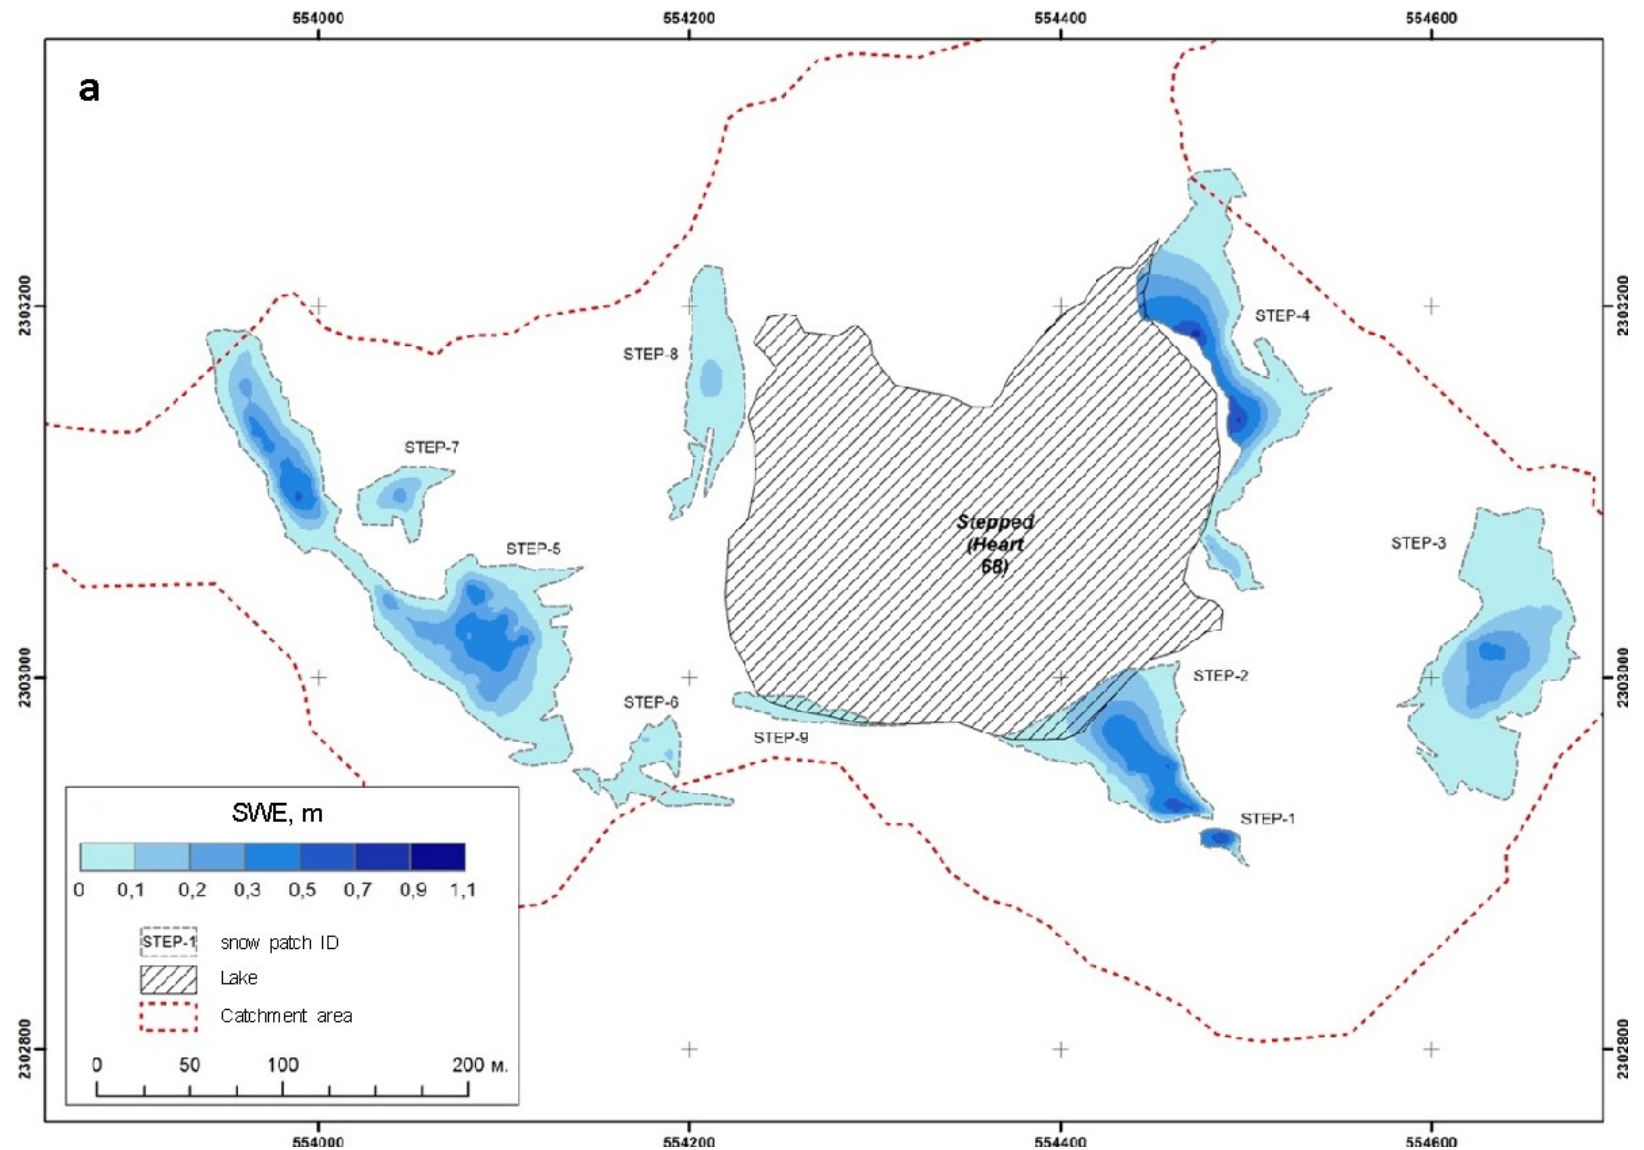 554000 554200 554400 554600
a
2303200 2303200
STEP-4
STEP-8
STEP-7
Stepped
(Heart
68)
STEP-3
STEP-5
2303000 2303000
STEP-2
STEP-6
STEP-9
STEP-1
SWE, m
0 0,1 0,2 0,3 0,5 0,7 0,9 1,1
STEP-1 snow patch ID
Lake
Catchment area
2302800 2302800
0 50 100 200 м.
554000 554200 554400 554600